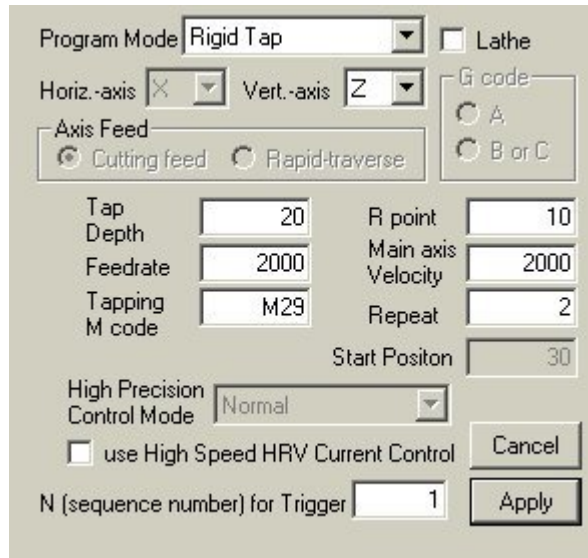 Program Mode Rigid Tap Lathe
Horiz.-axis X Vert.-axis Z
G code
A
B or C
Axis Feed
Cutting feed Rapid-traverse
Tap Depth 20 R point 10
Feedrate 2000 Main axis Velocity 2000
Tapping M code M29 Repeat 2
Start Positon 30
High Precision Control Mode Normal
use High Speed HRV Current Control Cancel
N (sequence number) for Trigger 1 Apply